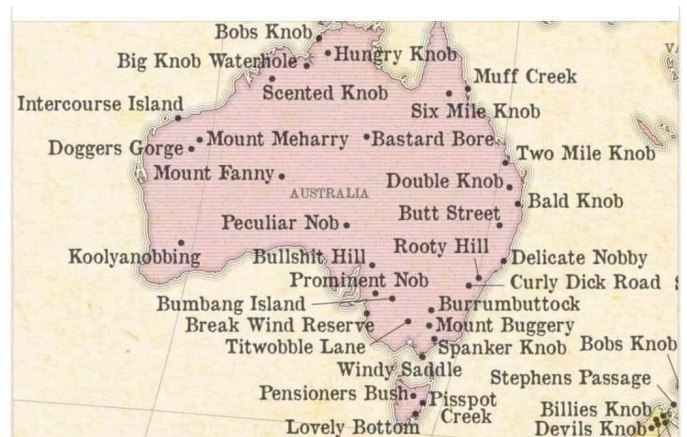 Bobs Knob
Hungry Knob
Big Knob Waterhole
Muff Creek
Scented Knob
Intercourse Island
Six Mile Knob
Mount Meharry
Bastard Bore
Doggers Gorge
Two Mile Knob
Mount Fanny
Double Knob
AUSTRALIA
Bald Knob
Butt Street
Peculiar Nob
Rooty Hill
Koolyanobbing
Bullshit Hill
Delicate Nobby
Prominent Nob
Curly Dick Road
Bumbang Island
Burrumbuttock
Break Wind Reserve
Mount Buggery
Titwobble Lane
Spanker Knob
Bobs Knob
Windy Saddle
Stephens Passage
Pensioners Bush
Pisspot
Creek
Billies Knob
Lovely Bottom
Devils Knob